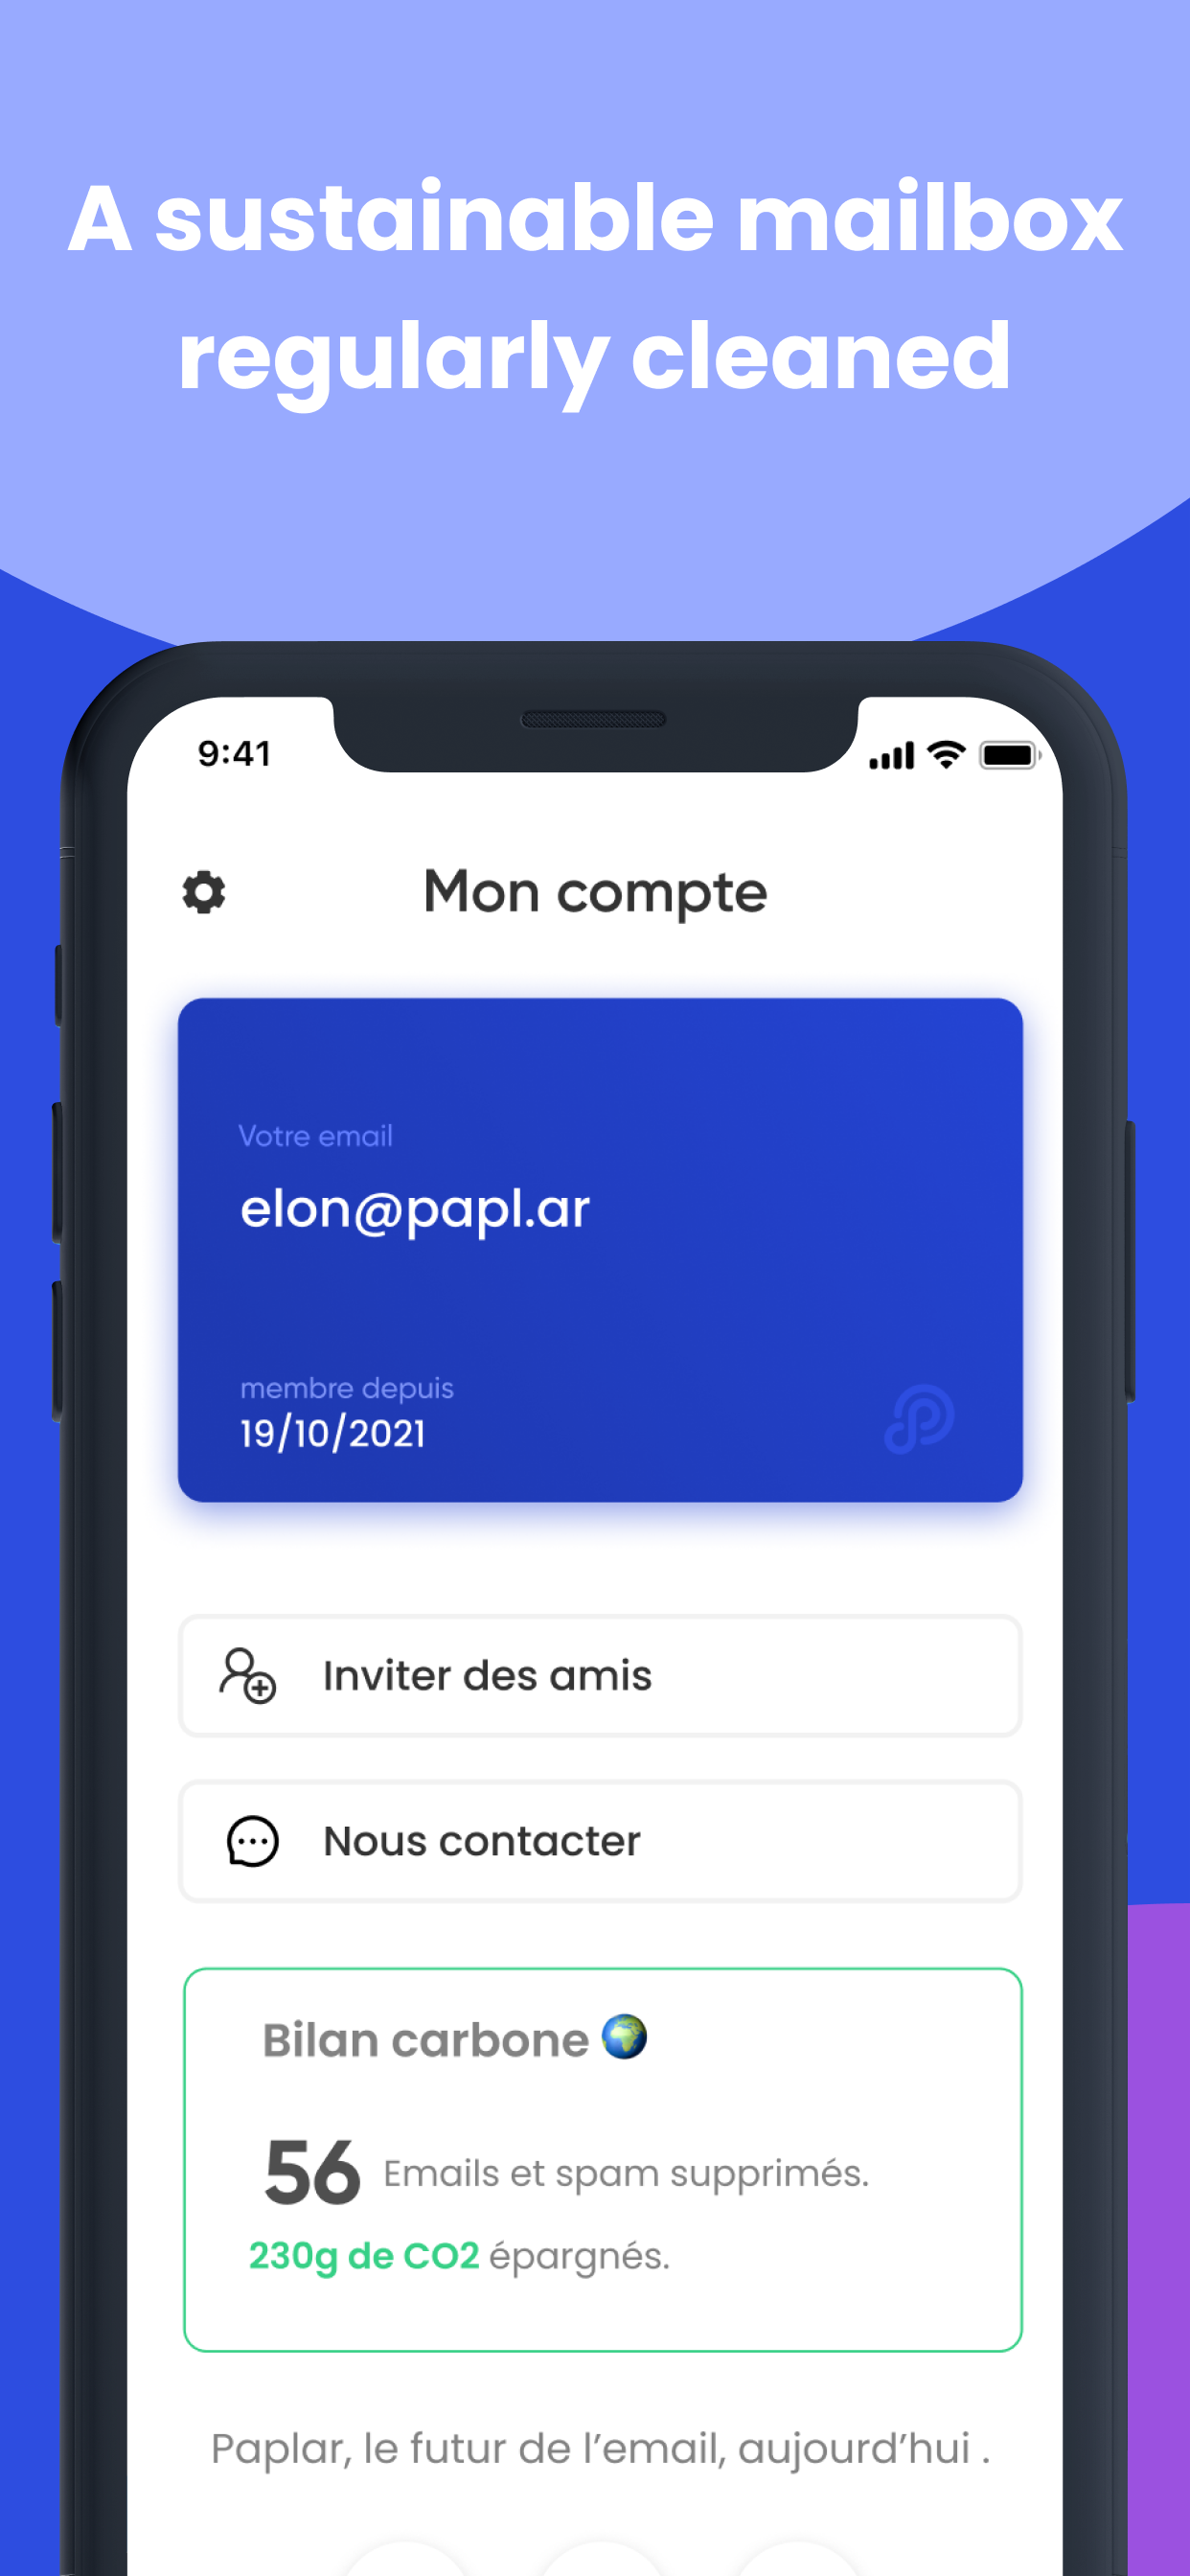 A sustainable mailbox
regularly cleaned
9:41
Mon compte
Votre email
elon@papl.ar
membre depuis
19/10/2021
Inviter des amis
Nous contacter
Bilan carbone
56 Emails et spam supprimés.
230g de CO2 épargnés.
Paplar, le futur de l’email, aujourd’hui .